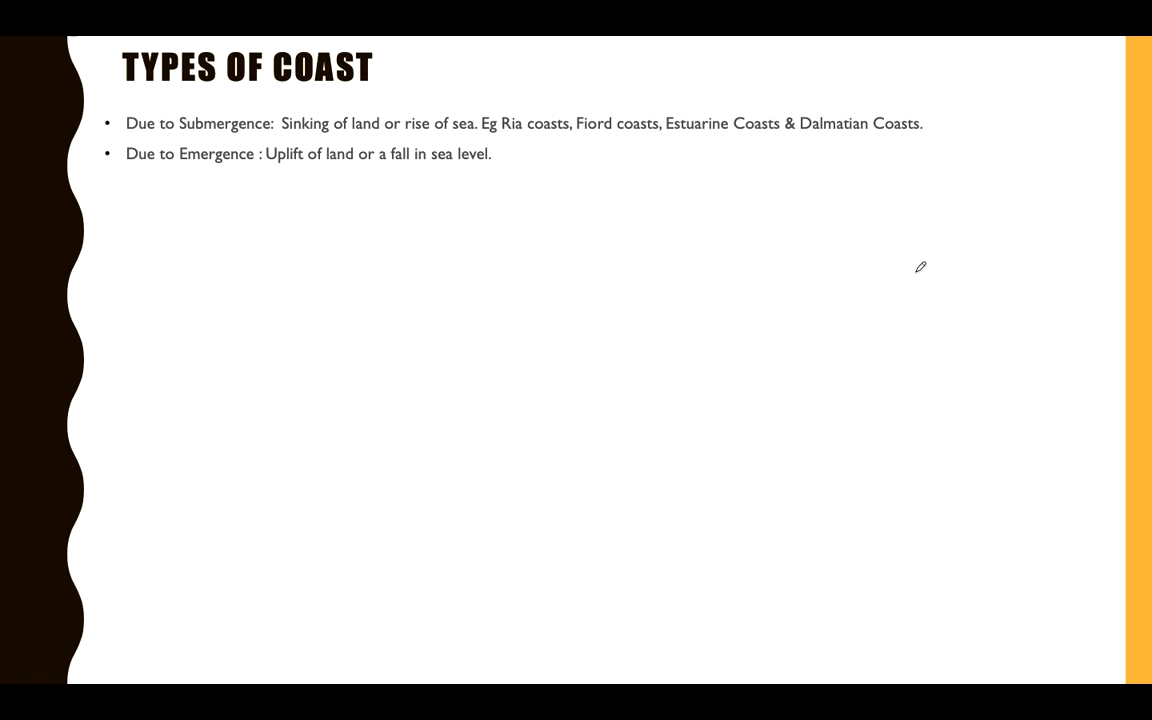 TYPES OF COAST
• Due to Submergence: Sinking of land or rise of sea. Eg Ria coasts, Fiord coasts, Estuarine Coasts & Dalmatian Coasts.
• Due to Emergence : Uplift of land or a fall in sea level.